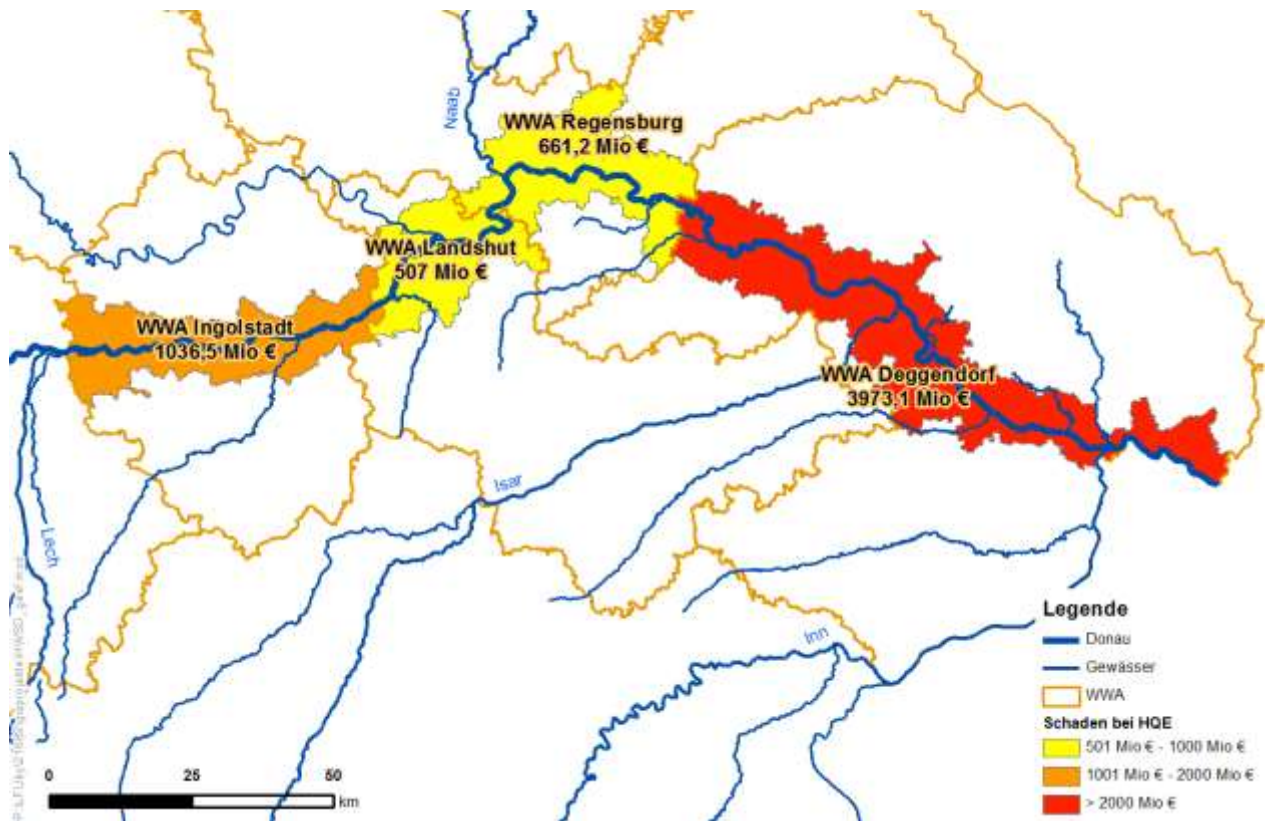 Naab
WWA Regensburg
661,2 Mio €
WWA Landshut
507 Mio €
WWA Ingolstadt
1036,5 Mio €
WWA Deggendorf
3973,1 Mio €
Isar
Lech
Inn
Legende
Donau
Gewässer
WWA
Schaden bei HQE
501 Mio € - 1000 Mio €
1001 Mio € - 2000 Mio €
> 2000 Mio €
0 25 50
km